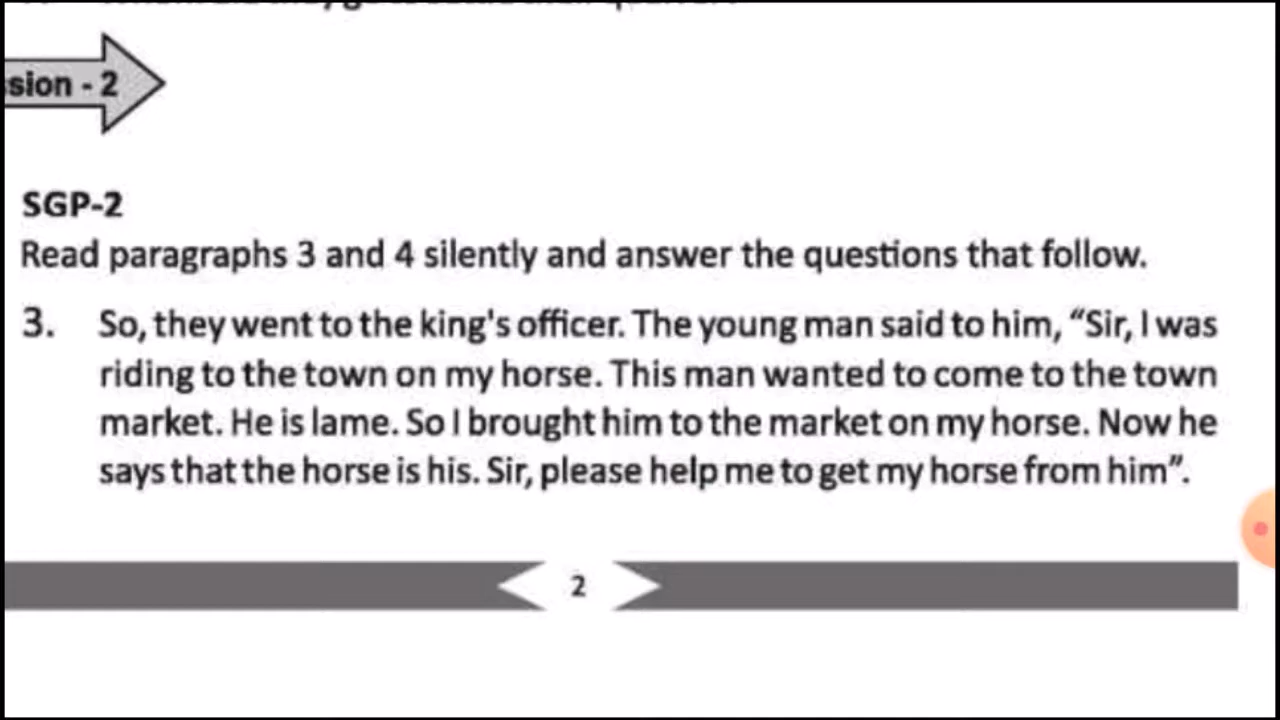 sion - 2
SGP-2
Read paragraphs 3 and 4 silently and answer the questions that follow.
3. So, they went to the king's officer. The young man said to him, “Sir, I was
riding to the town on my horse. This man wanted to come to the town
market. He is lame. So I brought him to the market on my horse. Now he
says that the horse is his. Sir, please help me to get my horse from him”.
2